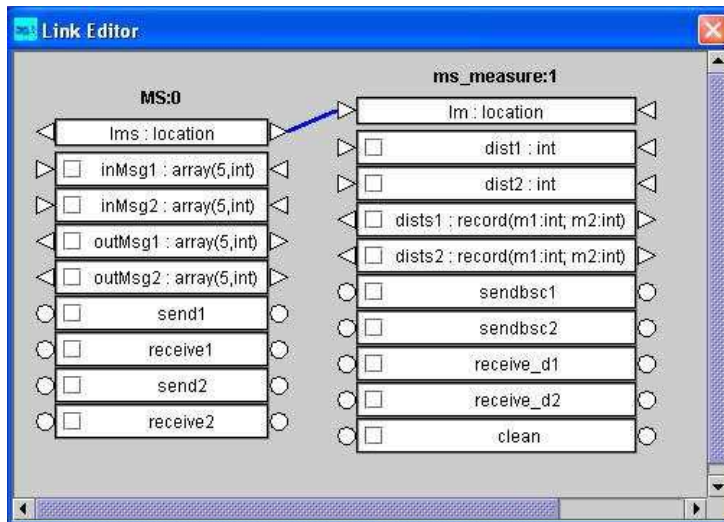 Link Editor
MS:0
lms : location
inMsg1 : array(5,int)
inMsg2 : array(5,int)
outMsg1 : array(5,int)
outMsg2 : array(5,int)
send1
receive1
send2
receive2
ms_measure:1
lm : location
dist1 : int
dist2 : int
dists1 : record(m1:int; m2:int)
dists2 : record(m1:int; m2:int)
sendbsc1
sendbsc2
receive_d1
receive_d2
clean